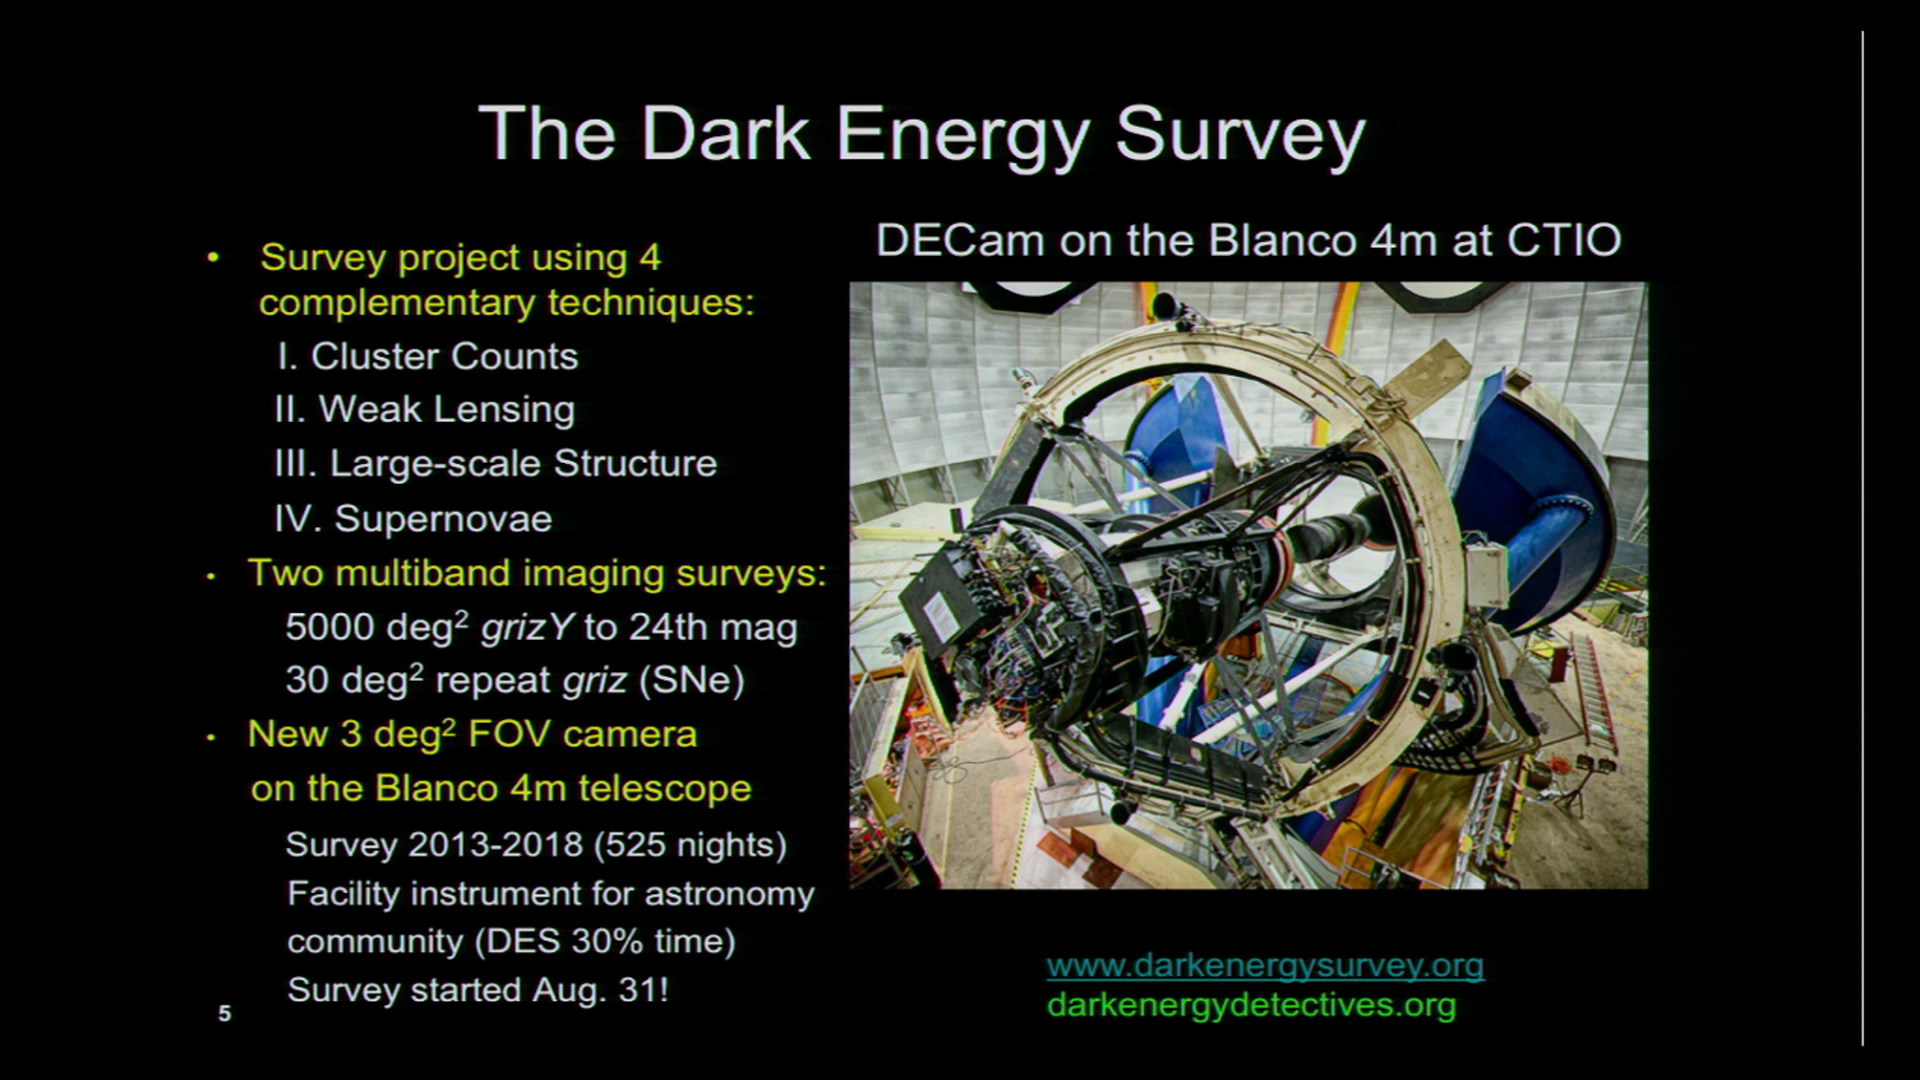 The Dark Energy Survey
• Survey project using 4
complementary techniques:
I. Cluster Counts
II. Weak Lensing
III. Large-scale Structure
IV. Supernovae
• Two multiband imaging surveys:
5000 deg² grizY to 24th mag
30 deg² repeat griz (SNe)
• New 3 deg² FOV camera
on the Blanco 4m telescope
Survey 2013-2018 (525 nights)
Facility instrument for astronomy
community (DES 30% time)
Survey started Aug. 31!
5
DECam on the Blanco 4m at CTIO
www.darkenergysurvey.org
darkenergydetectives.org